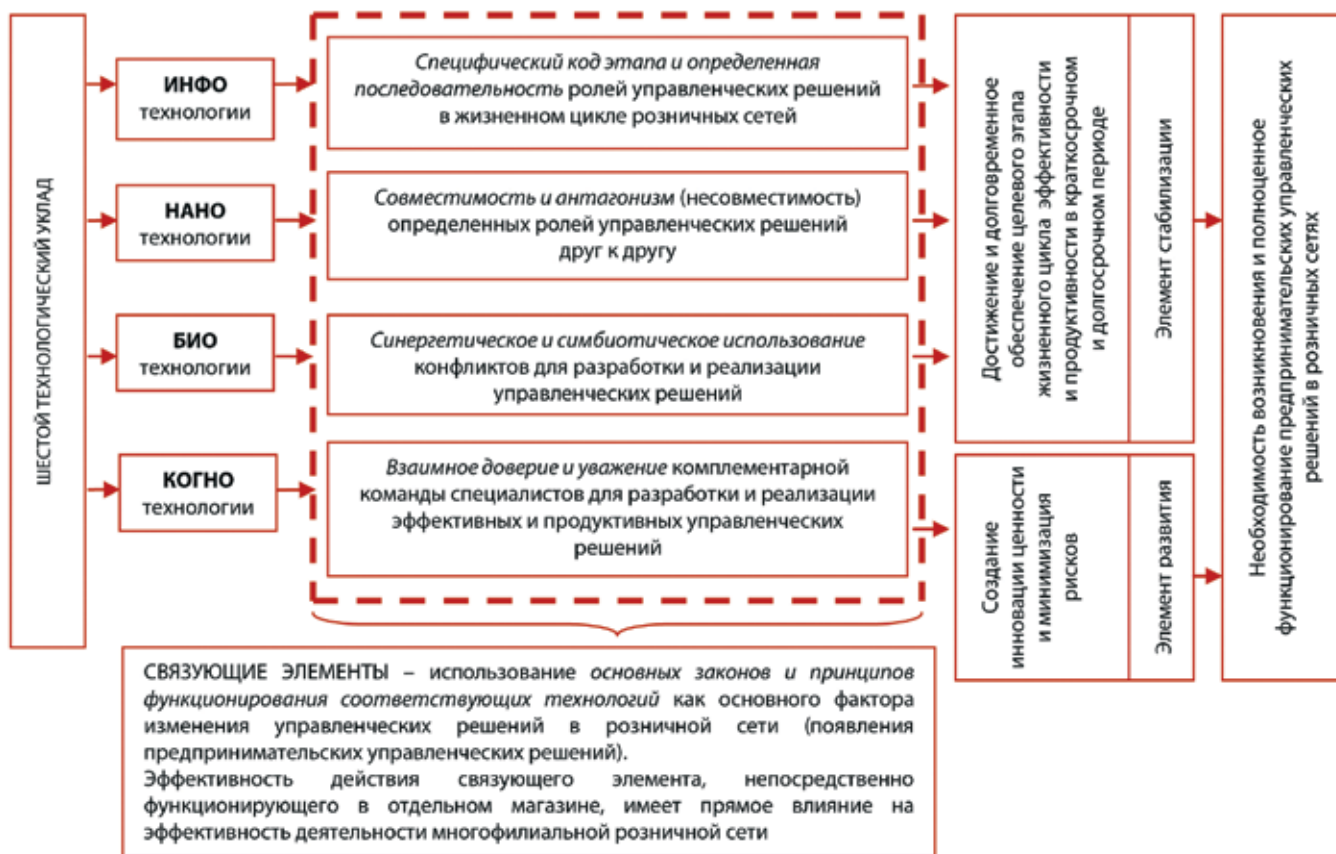 ШЕСТОЙ ТЕХНОЛОГИЧЕСКИЙ УКЛАД
ИНФО
технологии
НАНО
технологии
БИО
технологии
КОГНО
технологии
Специфический код этапа и определенная
последовательность ролей управленческих решений
в жизненном цикле розничных сетей
Совместимость и антагонизм (несовместимость)
определенных ролей управленческих решений
друг к другу
Синергетическое и симбиотическое использование
конфликтов для разработки и реализации
управленческих решений
Взаимное доверие и уважение комплементарной
команды специалистов для разработки и реализации
эффективных и продуктивных управленческих
решений
СВЯЗУЮЩИЕ ЭЛЕМЕНТЫ – использование основных законов и принципов
функционирования соответствующих технологий как основного фактора
изменения управленческих решений в розничной сети (появления
предпринимательских управленческих решений).
Эффективность действия связующего элемента, непосредственно
функционирующего в отдельном магазине, имеет прямое влияние на
эффективность деятельности многофилиальной розничной сети
Достижение и долговременное
обеспечение целевого этапа
жизненного цикла эффективности
и продуктивности в краткосрочном
и долгосрочном периоде
Элемент стабилизации
Создание
инновации ценности
и минимизация
рисков
Элемент развития
Необходимость возникновения и полноценное
функционирование предпринимательских управленческих
решений в розничных сетях